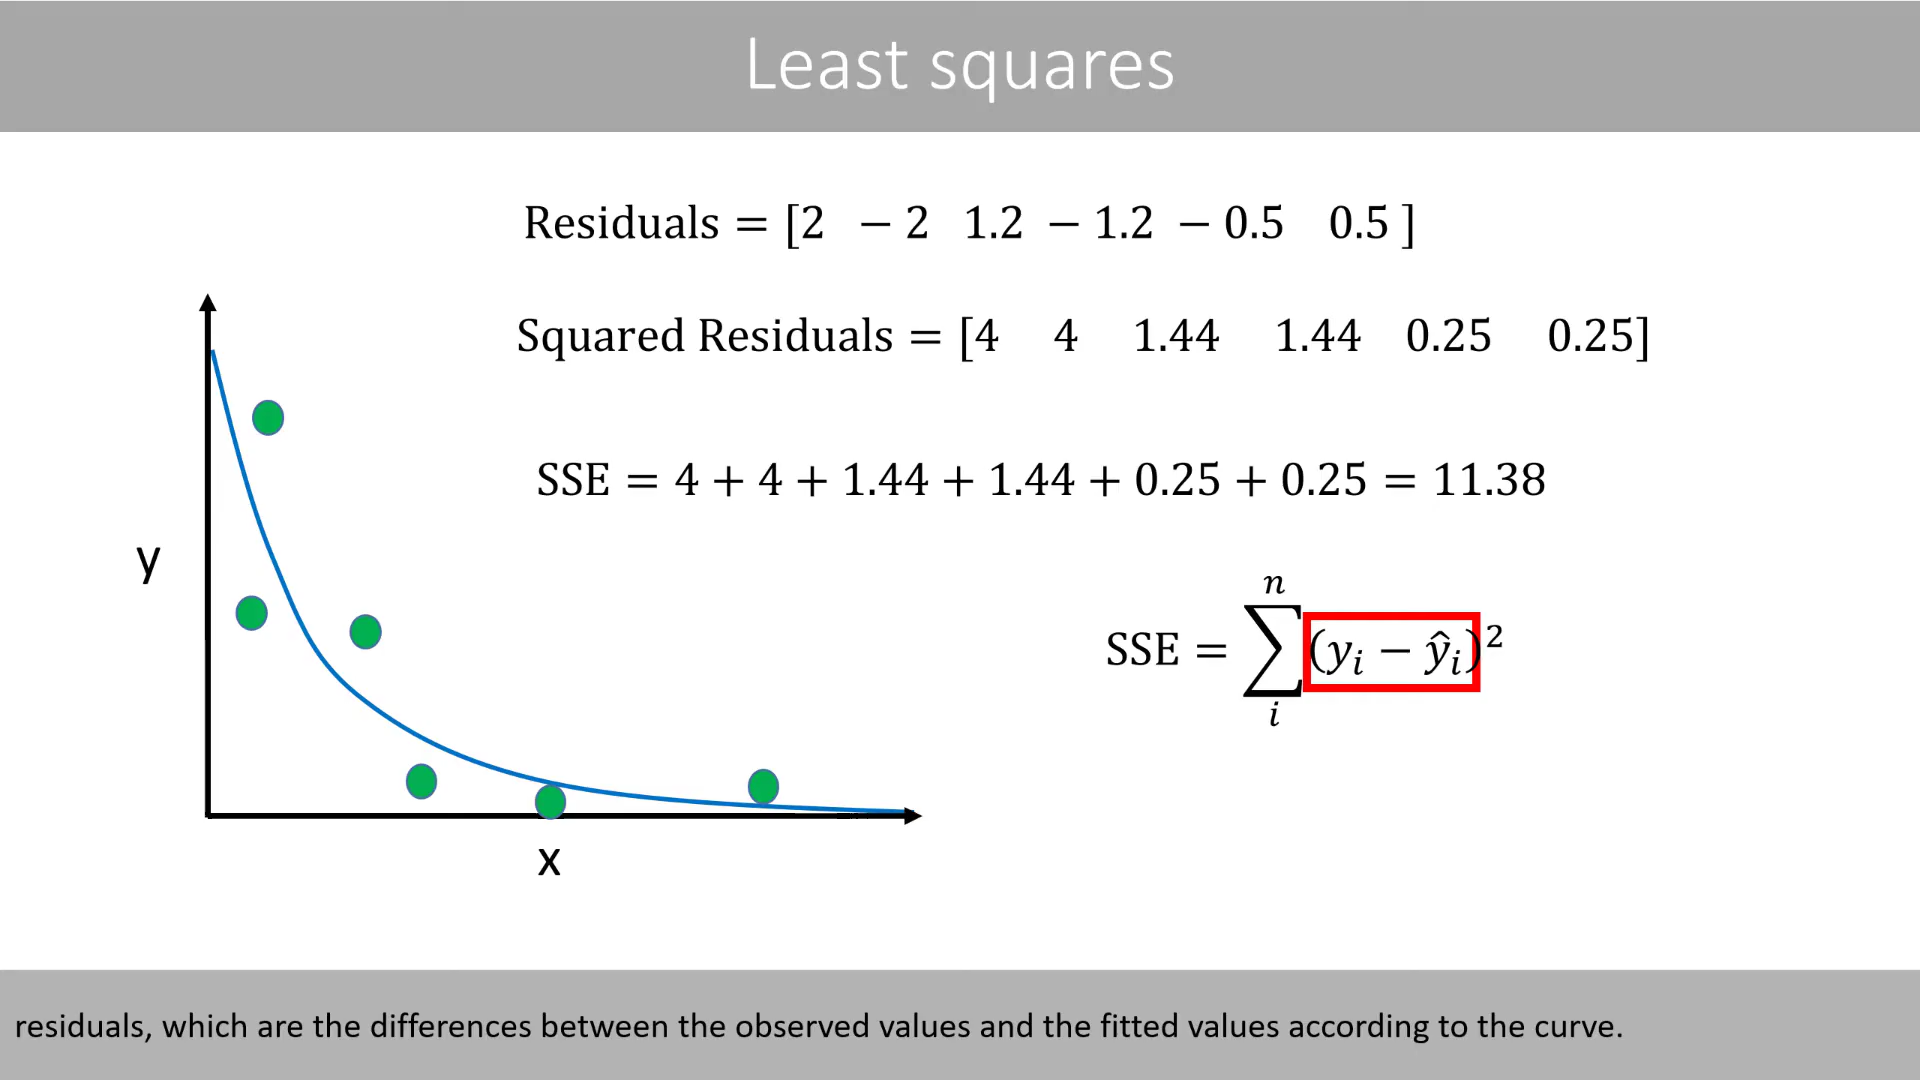 Least squares
Residuals = [2 − 2 1.2 − 1.2 − 0.5 0.5 ]
Squared Residuals = [4 4 1.44 1.44 0.25 0.25]
SSE = 4 + 4 + 1.44 + 1.44 + 0.25 + 0.25 = 11.38
y
x
n
SSE = ∑ (yᵢ − ŷᵢ)²
i
residuals, which are the differences between the observed values and the fitted values according to the curve.